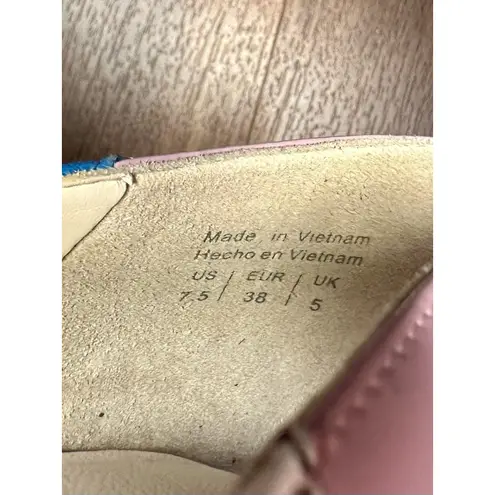 Made in Vietnam
Hecho en Vietnam
US / EUR / UK
7.5 / 38 / 5